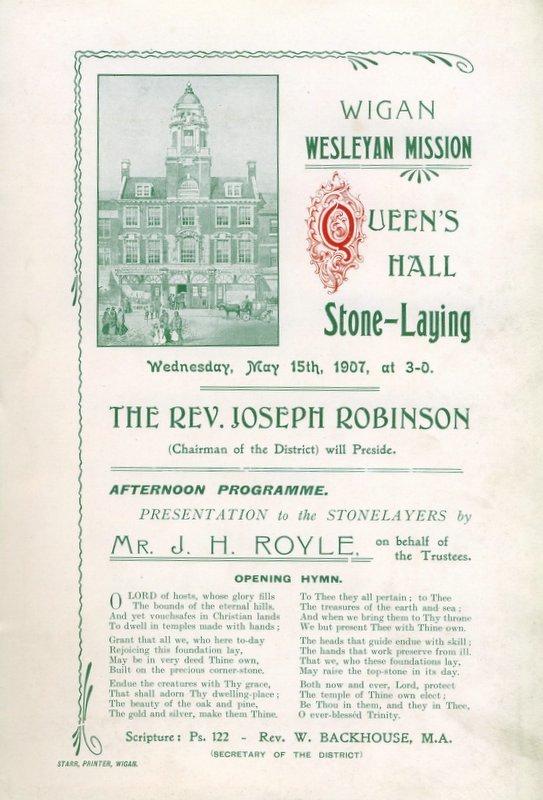 WIGAN
WESLEYAN MISSION
QUEEN'S
HALL
Stone-Laying
Wednesday, May 15th, 1907, at 3-0.
THE REV. JOSEPH ROBINSON
(Chairman of the District) will Preside.
AFTERNOON PROGRAMME.
PRESENTATION to the STONELAYERS by
MR. J. H. ROYLE, on behalf of
the Trustees.
OPENING HYMN.
O LORD of hosts, whose glory fills
The bounds of the eternal hills,
And yet vouchsafes in Christian lands
To dwell in temples made with hands;
Grant that all we, who here to-day
Rejoicing this foundation lay,
May be in very deed Thine own,
Built on the precious corner-stone.
Endue the creatures with Thy grace,
That shall adorn Thy dwelling-place;
The beauty of the oak and pine,
The gold and silver, make them Thine.
To Thee they all pertain; to Thee
The treasures of the earth and sea;
And when we bring them to Thy throne
We but present Thee with Thine own.
The heads that guide endue with skill;
The hands that work preserve from ill.
That we, who these foundations lay,
May raise the top-stone in its day.
Both now and ever, Lord, protect
The temple of Thine own elect;
Be Thou in them, and they in Thee,
O ever-blessed Trinity.
Scripture: Ps. 122 - Rev. W. BACKHOUSE, M.A.
(SECRETARY OF THE DISTRICT)
STARR, PRINTER, WIGAN.